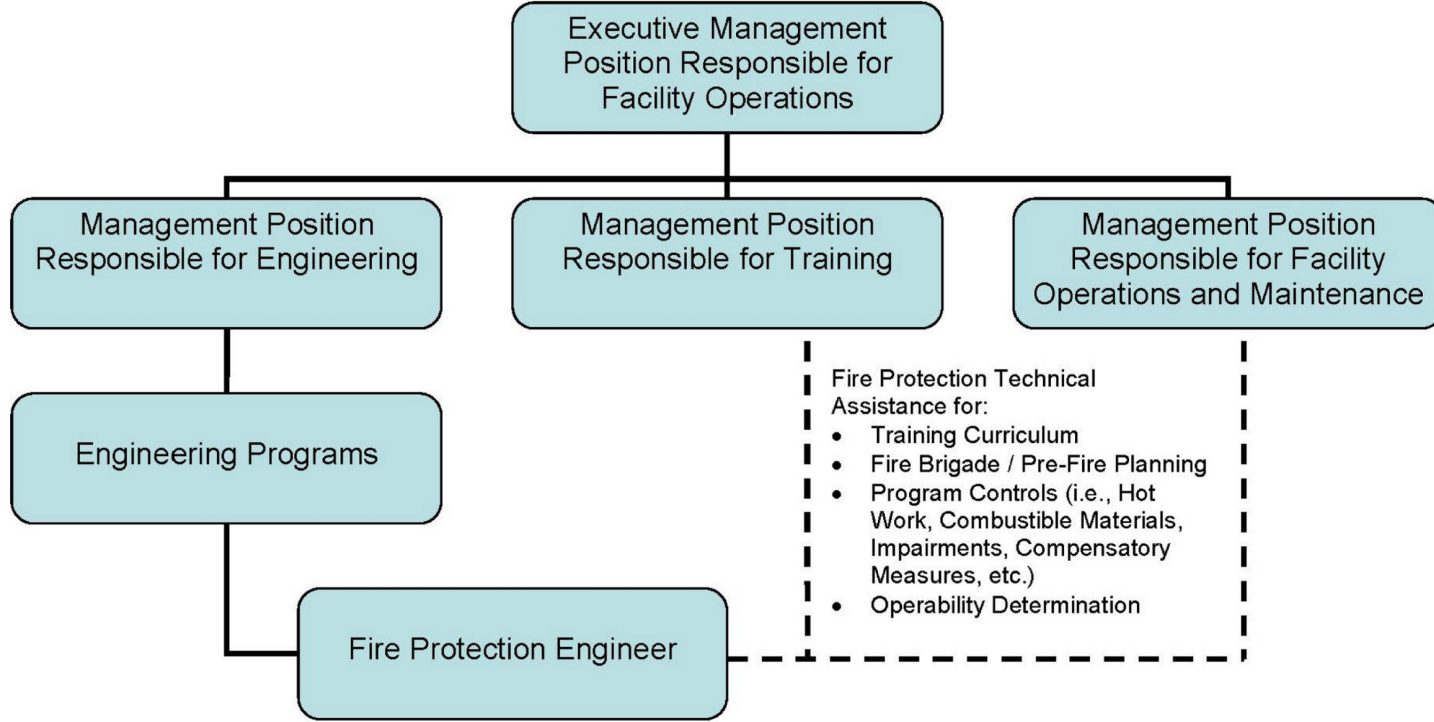 Executive Management
Position Responsible for
Facility Operations
Management Position
Responsible for Engineering
Management Position
Responsible for Training
Management Position
Responsible for Facility
Operations and Maintenance
Engineering Programs
Fire Protection Technical
Assistance for:
• Training Curriculum
• Fire Brigade / Pre-Fire Planning
• Program Controls (i.e., Hot
Work, Combustible Materials,
Impairments, Compensatory
Measures, etc.)
• Operability Determination
Fire Protection Engineer